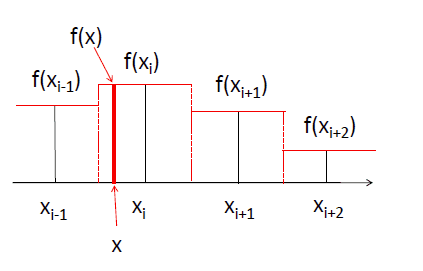 f(x)
f(xᵢ)
f(xᵢ₋₁)
f(xᵢ₊₁)
f(xᵢ₊₂)
xᵢ₋₁
xᵢ
xᵢ₊₁
xᵢ₊₂
x